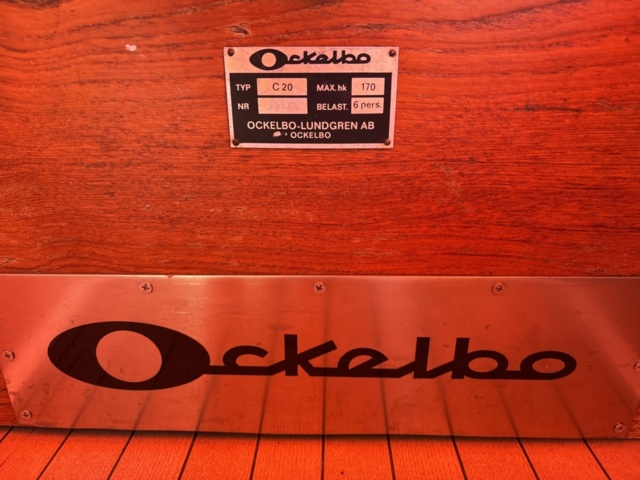 Ockelbo
TYP C 20 MAX.hk 170
NR BELAST. 6 pers.
OCKELBO-LUNDGREN AB
OCKELBO
Ockelbo